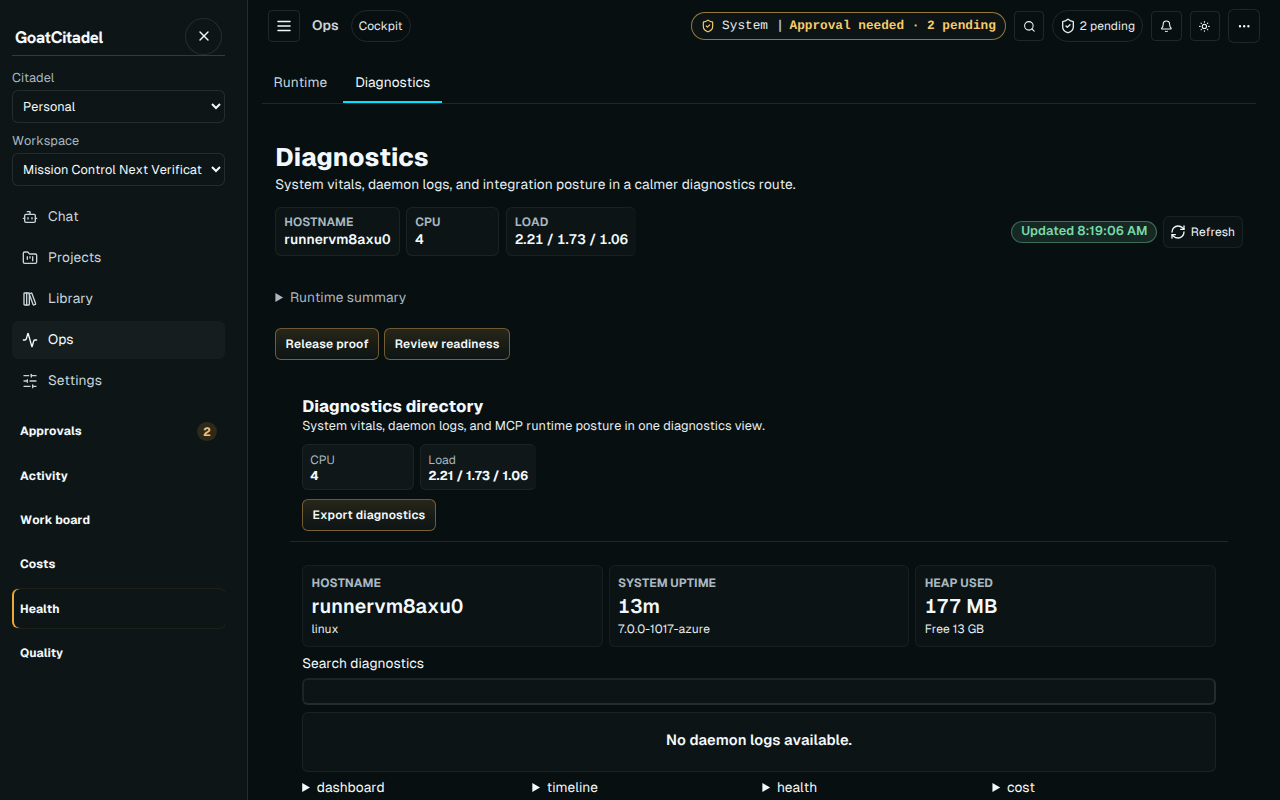 GoatCitadel
Citadel
Personal
Workspace
Mission Control Next Verificat
Chat
Projects
Library
Ops
Settings
Approvals 2
Activity
Work board
Costs
Health
Quality
Ops Cockpit
System | Approval needed · 2 pending
2 pending
Runtime Diagnostics
Diagnostics
System vitals, daemon logs, and integration posture in a calmer diagnostics route.
HOSTNAME
runnervm8axu0
CPU
4
LOAD
2.21 / 1.73 / 1.06
Updated 8:19:06 AM
Refresh
Runtime summary
Release proof Review readiness
Diagnostics directory
System vitals, daemon logs, and MCP runtime posture in one diagnostics view.
CPU
4
Load
2.21 / 1.73 / 1.06
Export diagnostics
HOSTNAME
runnervm8axu0
linux
SYSTEM UPTIME
13m
7.0.0-1017-azure
HEAP USED
177 MB
Free 13 GB
Search diagnostics
No daemon logs available.
dashboard timeline health cost